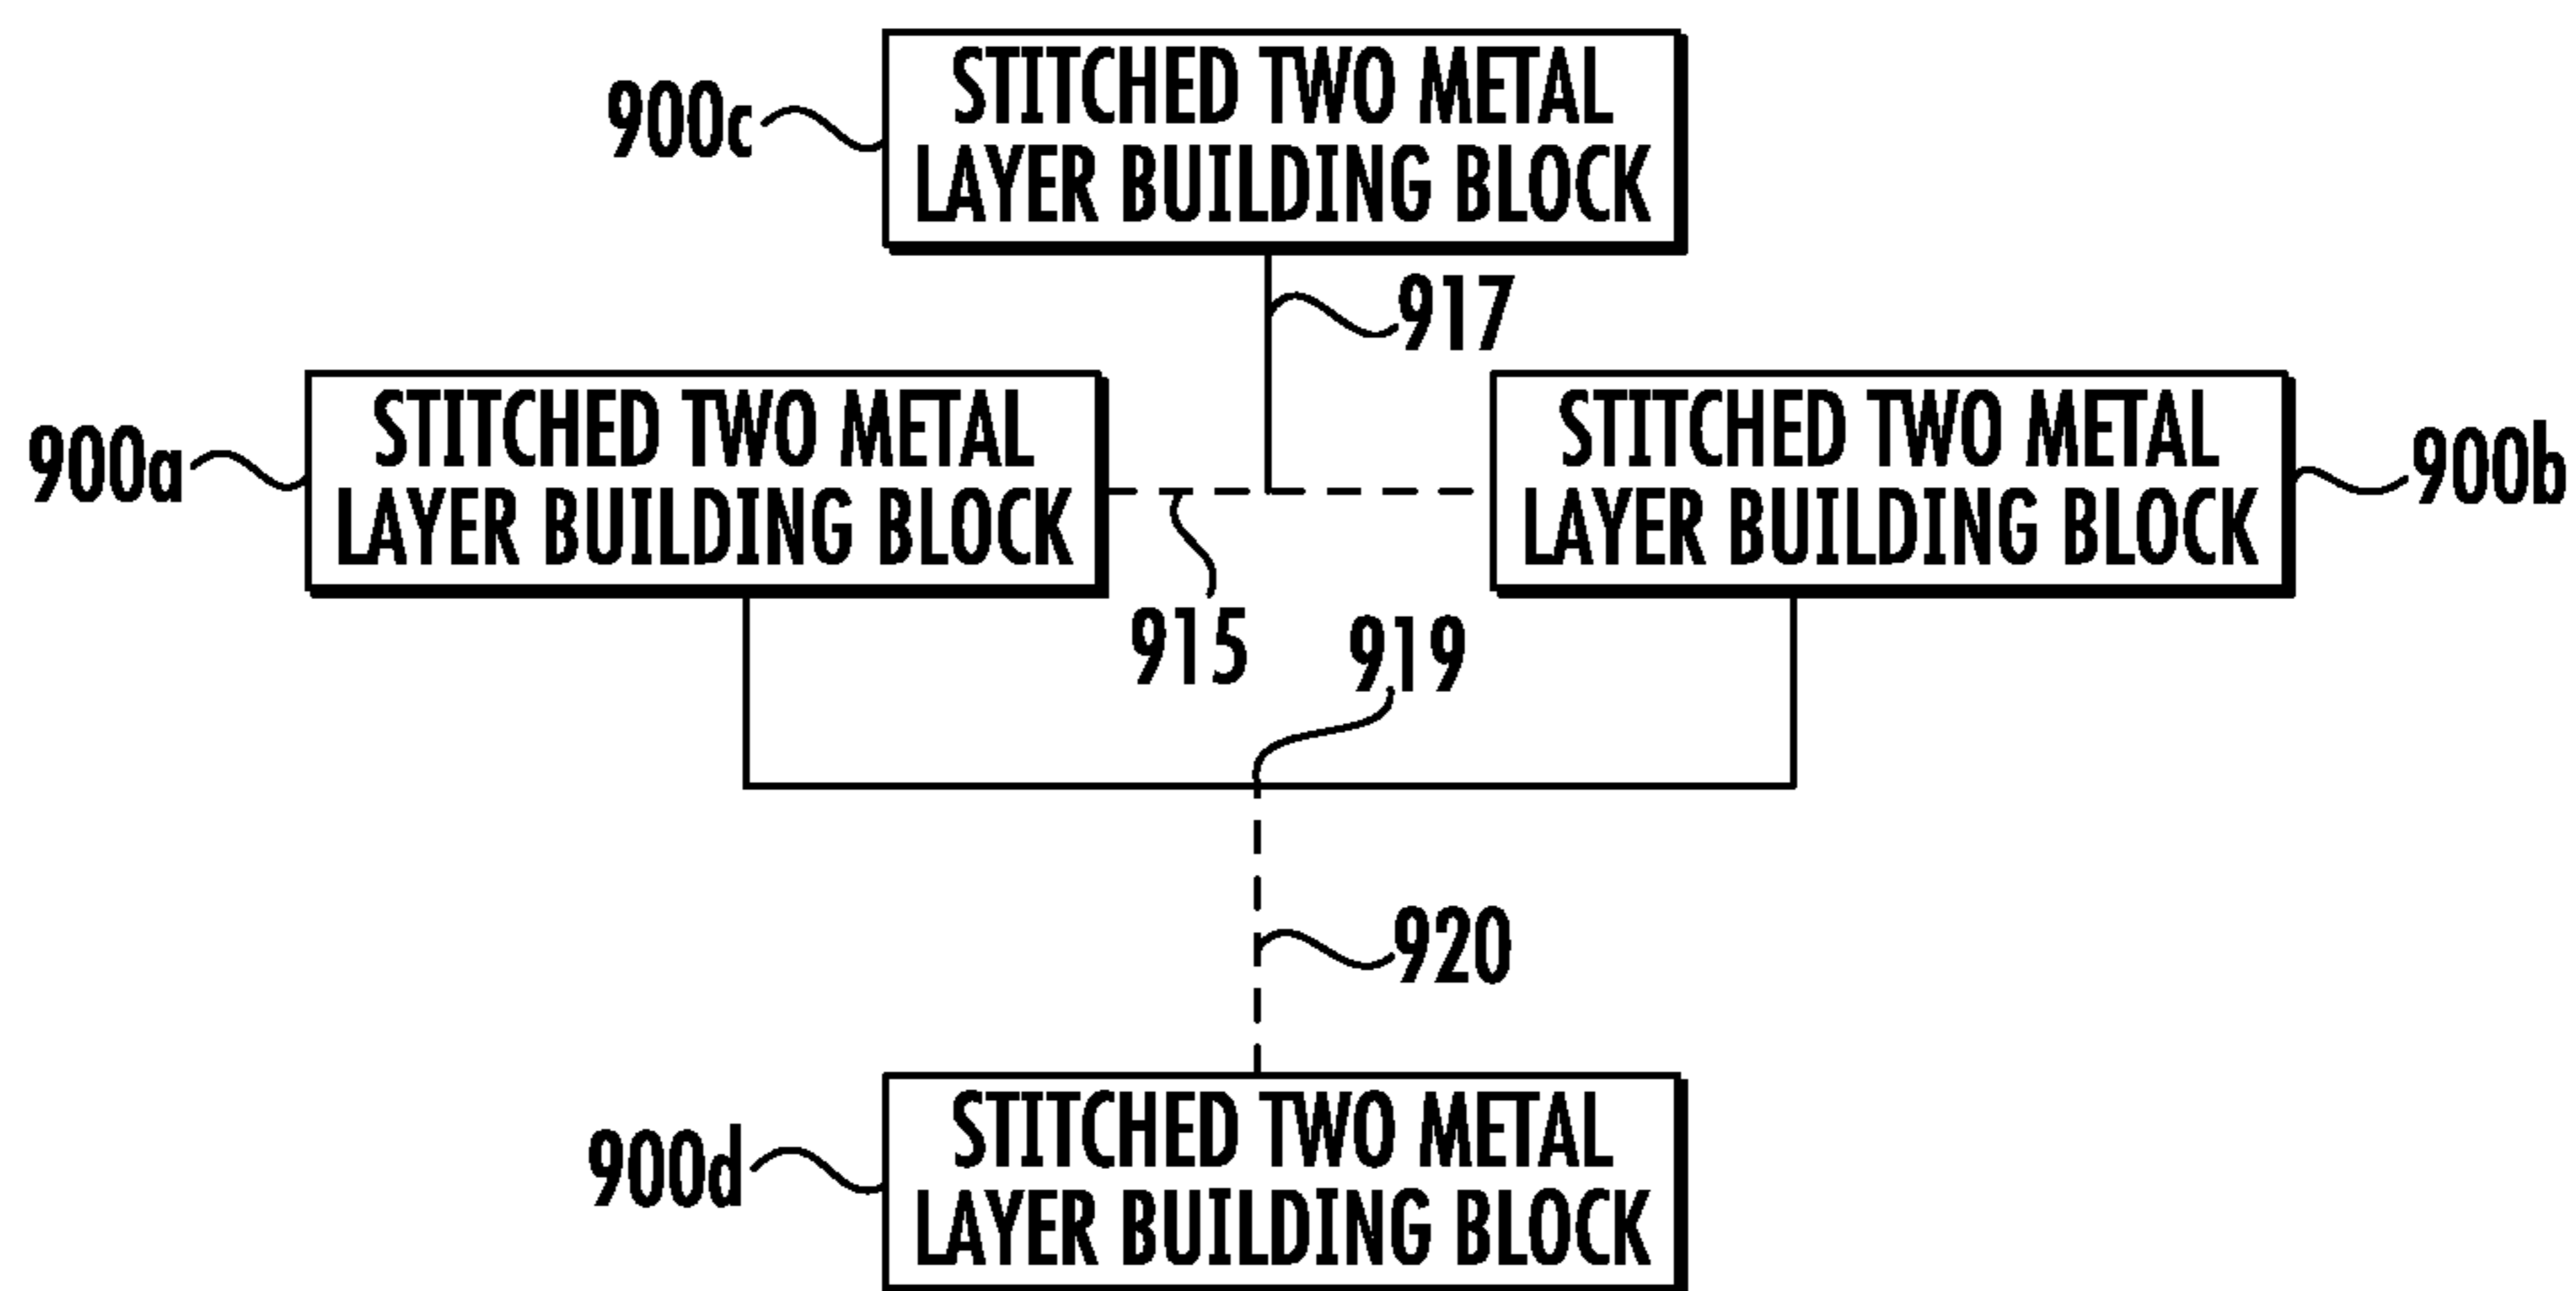 900c
STITCHED TWO METAL
LAYER BUILDING BLOCK
917
900a
STITCHED TWO METAL
LAYER BUILDING BLOCK
STITCHED TWO METAL
LAYER BUILDING BLOCK
900b
915
919
920
900d
STITCHED TWO METAL
LAYER BUILDING BLOCK